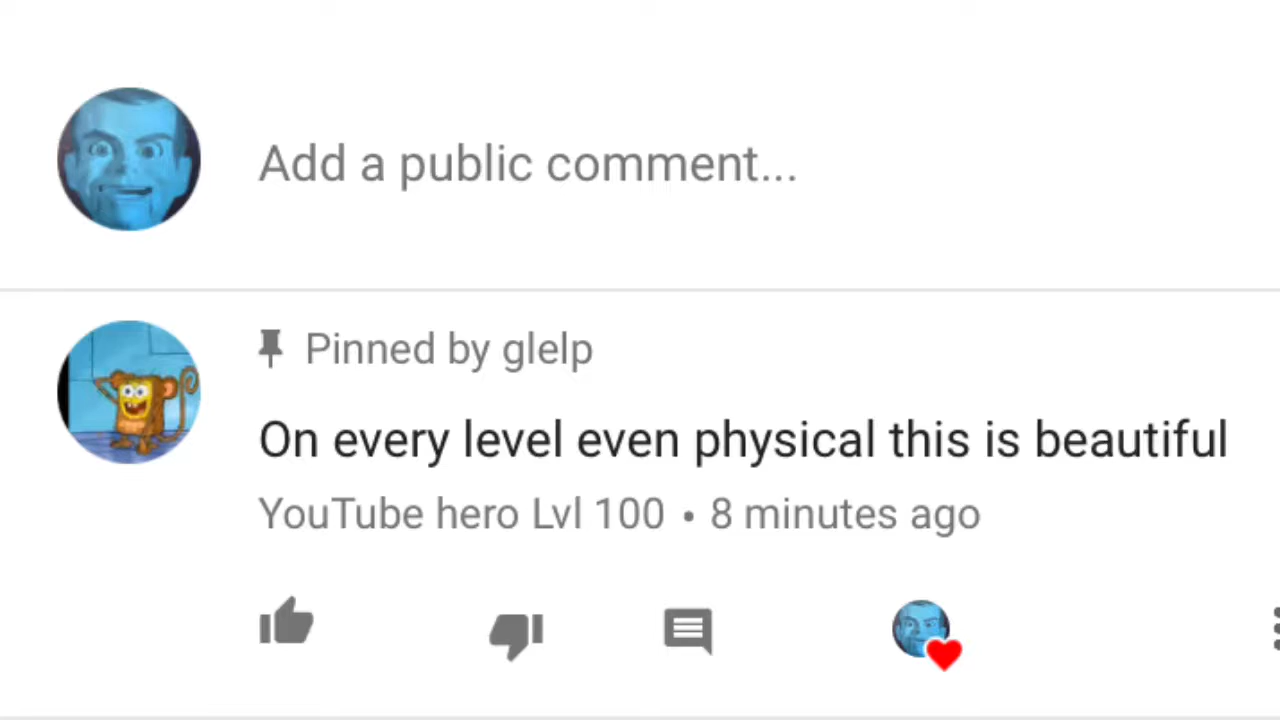 Add a public comment...
Pinned by glelp
On every level even physical this is beautiful
YouTube hero Lvl 100 • 8 minutes ago